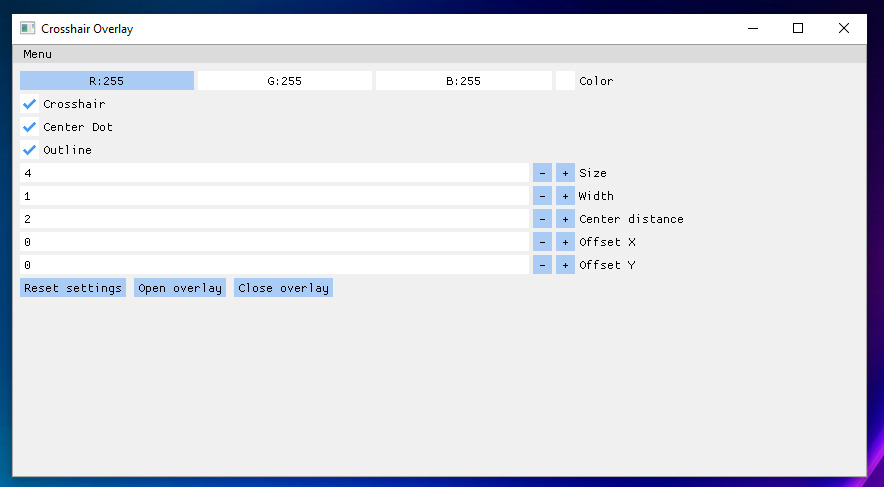 Crosshair Overlay
Menu
R:255 G:255 B:255 Color
Crosshair
Center Dot
Outline
4 - + Size
1 - + Width
2 - + Center distance
0 - + Offset X
0 - + Offset Y
Reset settings Open overlay Close overlay